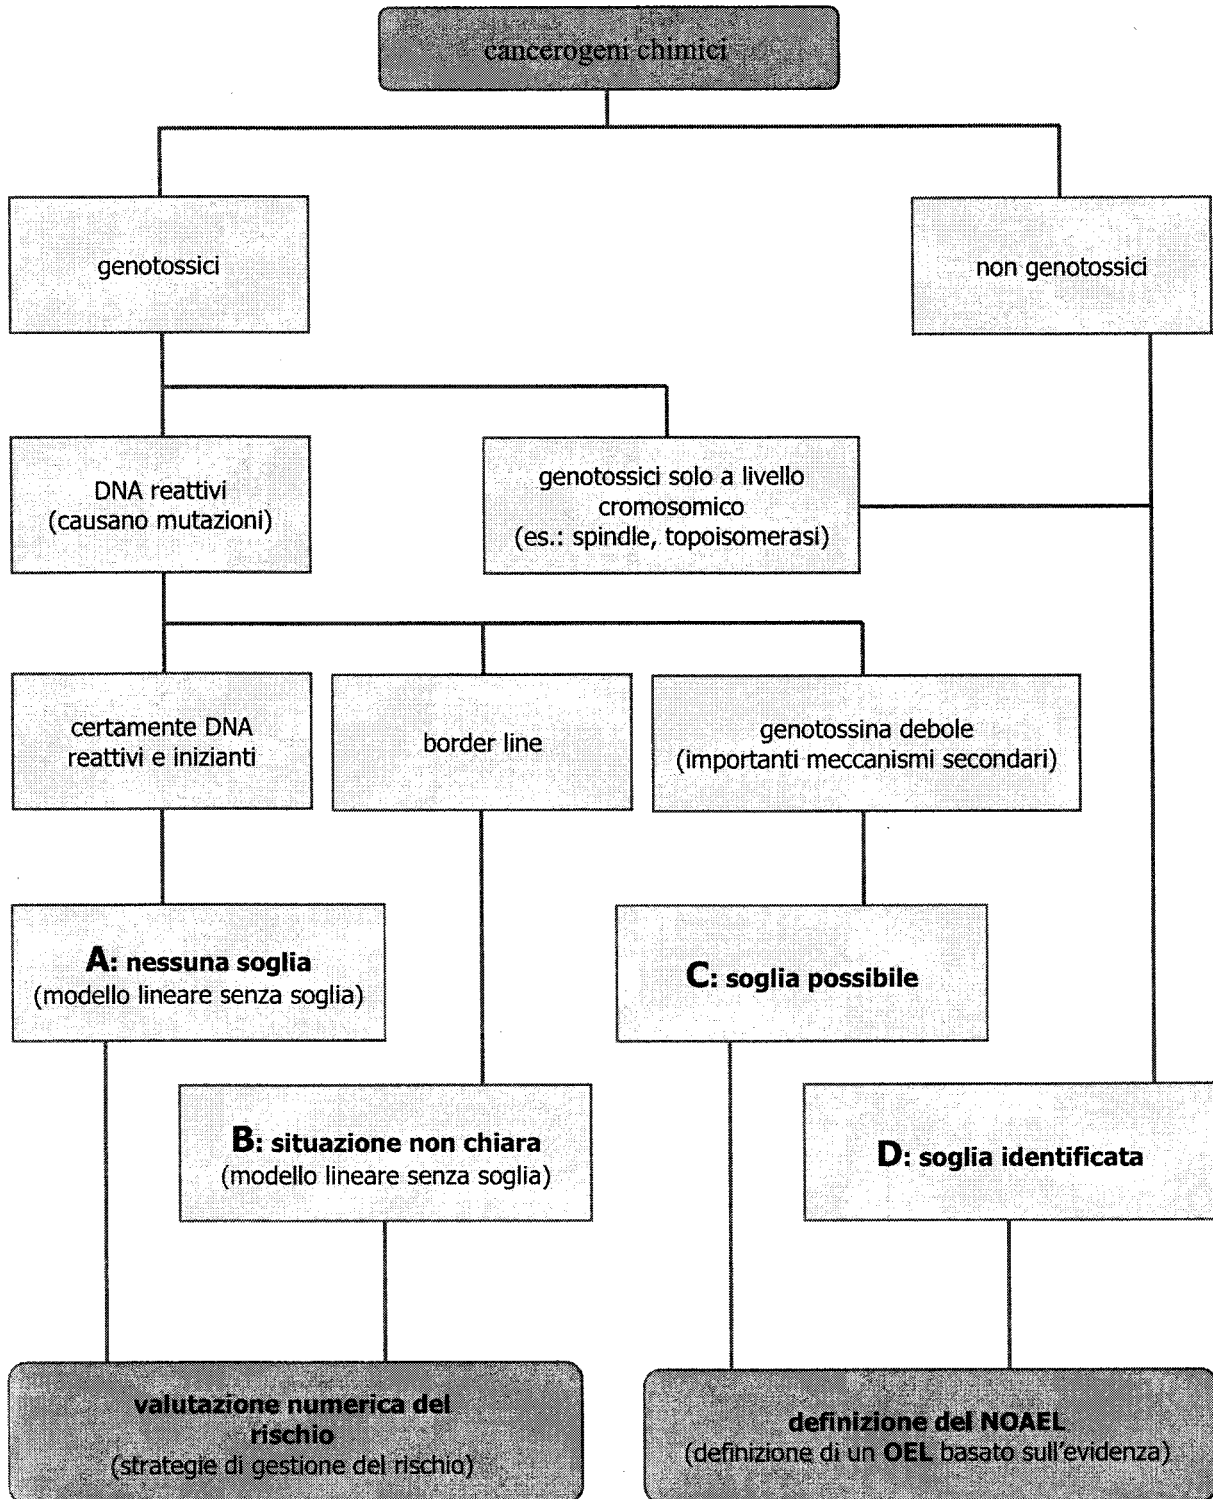 cancerogeni chimici
genotossici
non genotossici
DNA reattivi
(causano mutazioni)
genotossici solo a livello
cromosomico
(es.: spindle, topoisomerasi)
certamente DNA
reattivi e inizianti
border line
genotossina debole
(importanti meccanismi secondari)
A: nessuna soglia
(modello lineare senza soglia)
C: soglia possibile
B: situazione non chiara
(modello lineare senza soglia)
D: soglia identificata
valutazione numerica del
rischio
(strategie di gestione del rischio)
definizione del NOAEL
(definizione di un OEL basato sull'evidenza)